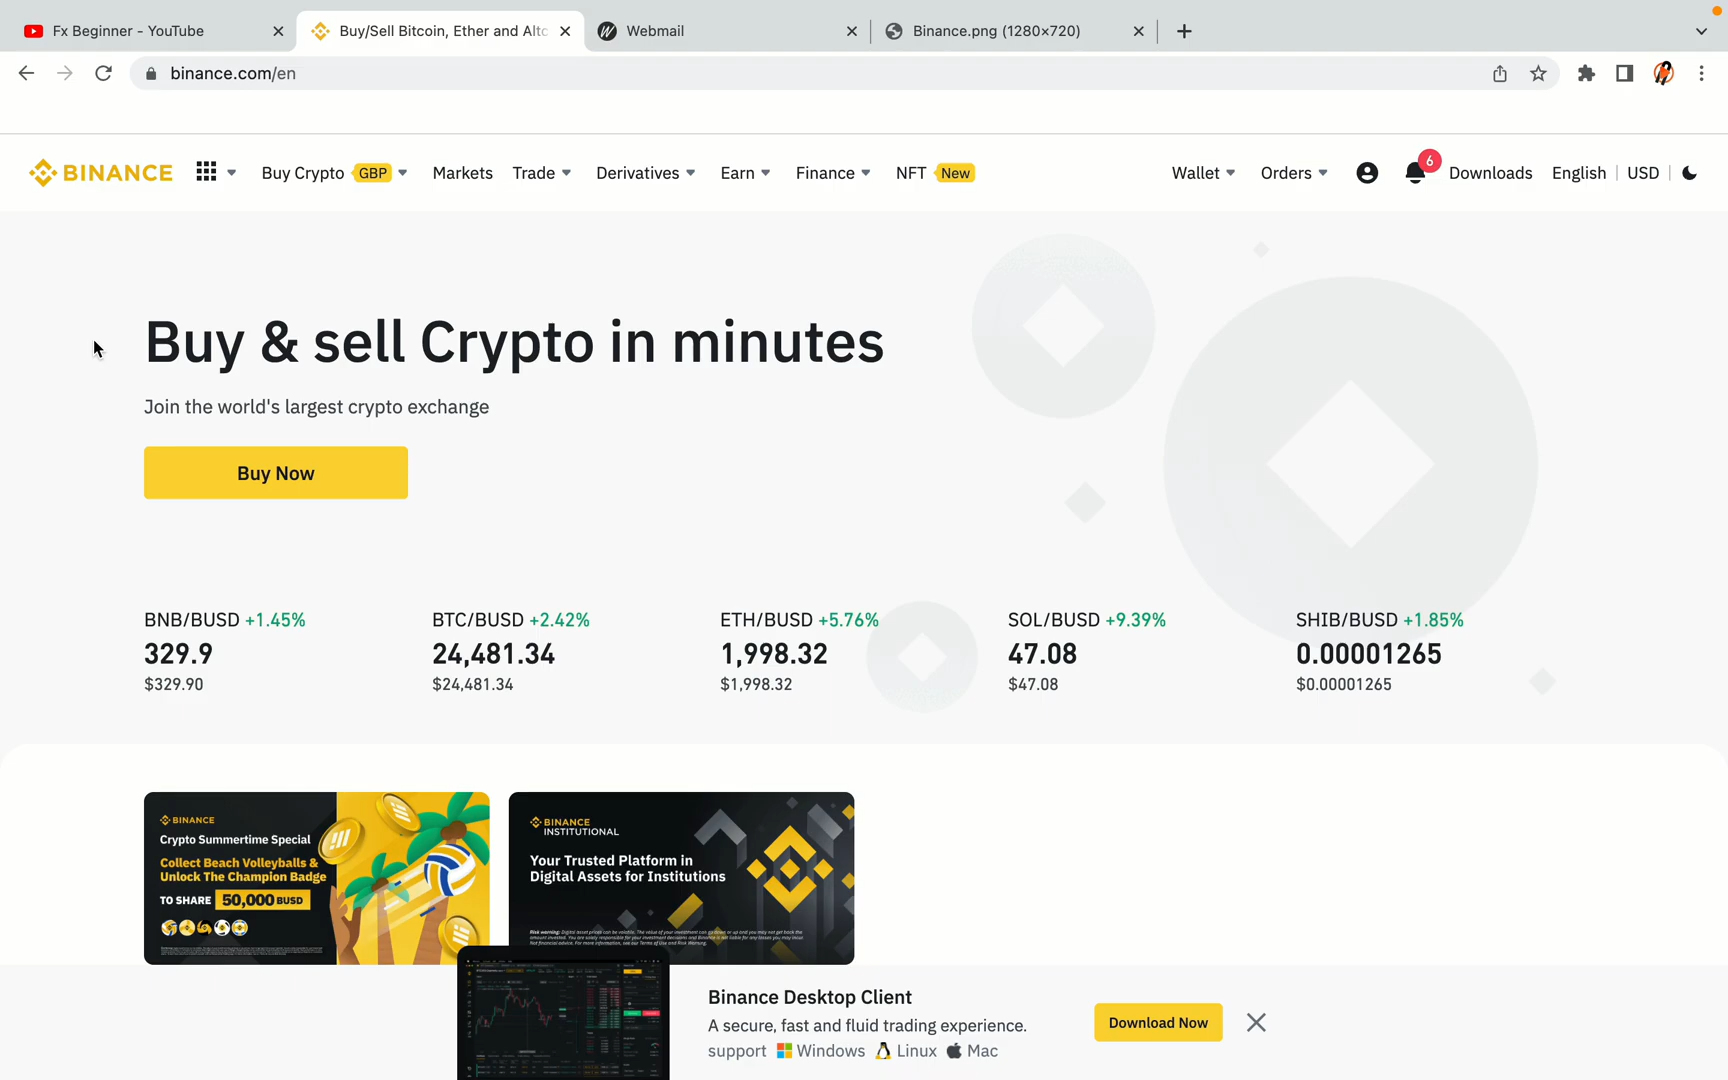 Fx Beginner - YouTube
Buy/Sell Bitcoin, Ether and Altc
Webmail
Binance.png (1280×720)
binance.com/en
BINANCE
Buy Crypto GBP
Markets
Trade
Derivatives
Earn
Finance
NFT New
Wallet
Orders
6
Downloads
English
USD
Buy & sell Crypto in minutes
Join the world's largest crypto exchange
Buy Now
BNB/BUSD +1.45%
329.9
$329.90
BTC/BUSD +2.42%
24,481.34
$24,481.34
ETH/BUSD +5.76%
1,998.32
$1,998.32
SOL/BUSD +9.39%
47.08
$47.08
SHIB/BUSD +1.85%
0.00001265
$0.00001265
BINANCE
Crypto Summertime Special
Collect Beach Volleyballs &
Unlock The Champion Badge
TO SHARE 50,000 BUSD
BINANCE
INSTITUTIONAL
Your Trusted Platform in
Digital Assets for Institutions
Binance Desktop Client
A secure, fast and fluid trading experience.
support Windows Linux Mac
Download Now